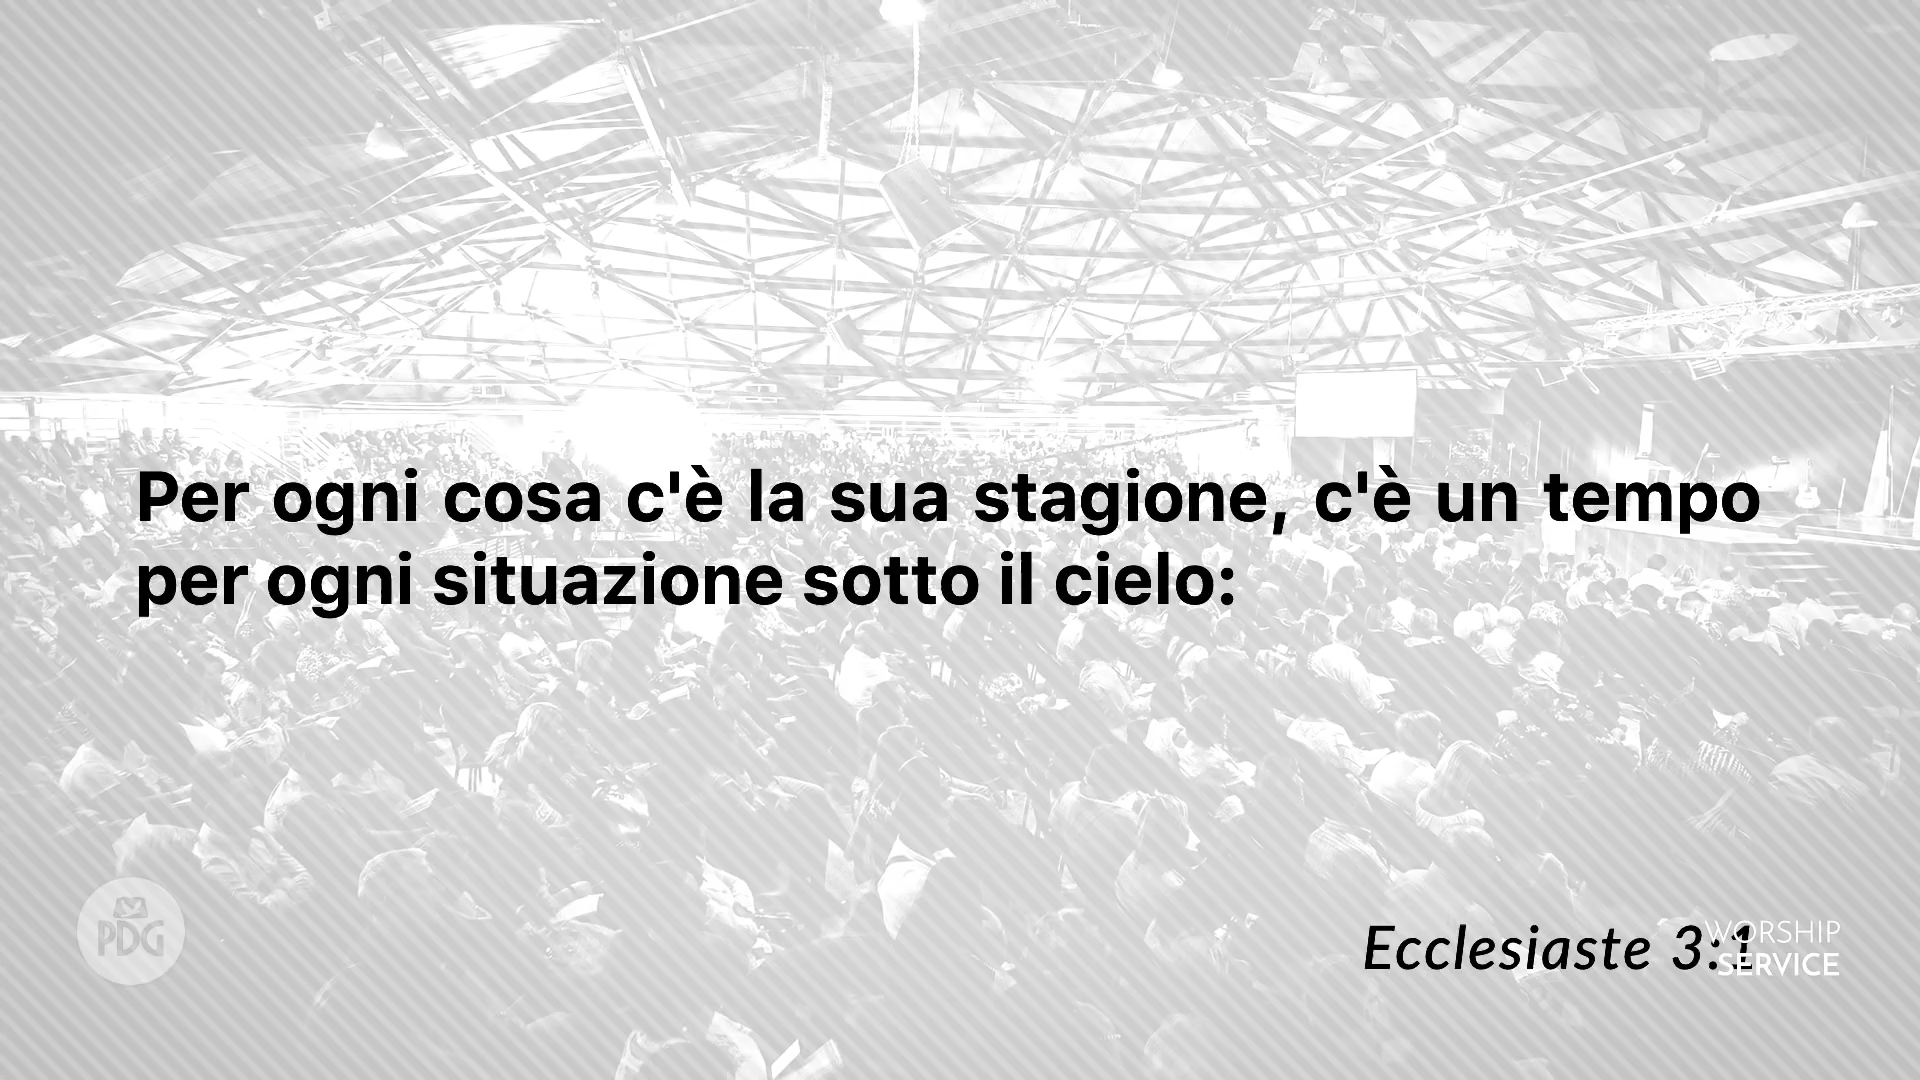 Per ogni cosa c'è la sua stagione, c'è un tempo
per ogni situazione sotto il cielo:
PDG
Ecclesiaste 3:1
WORSHIP
SERVICE